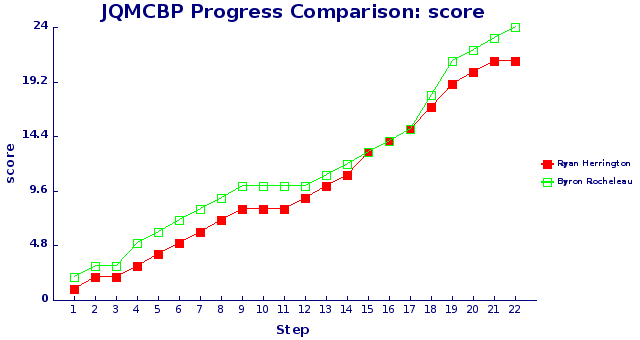 JQMCBP Progress Comparison: score
24
19.2
14.4
9.6
4.8
0
score
1 2 3 4 5 6 7 8 9 10 11 12 13 14 15 16 17 18 19 20 21 22
Step
Ryan Herrington
Byron Rocheleau